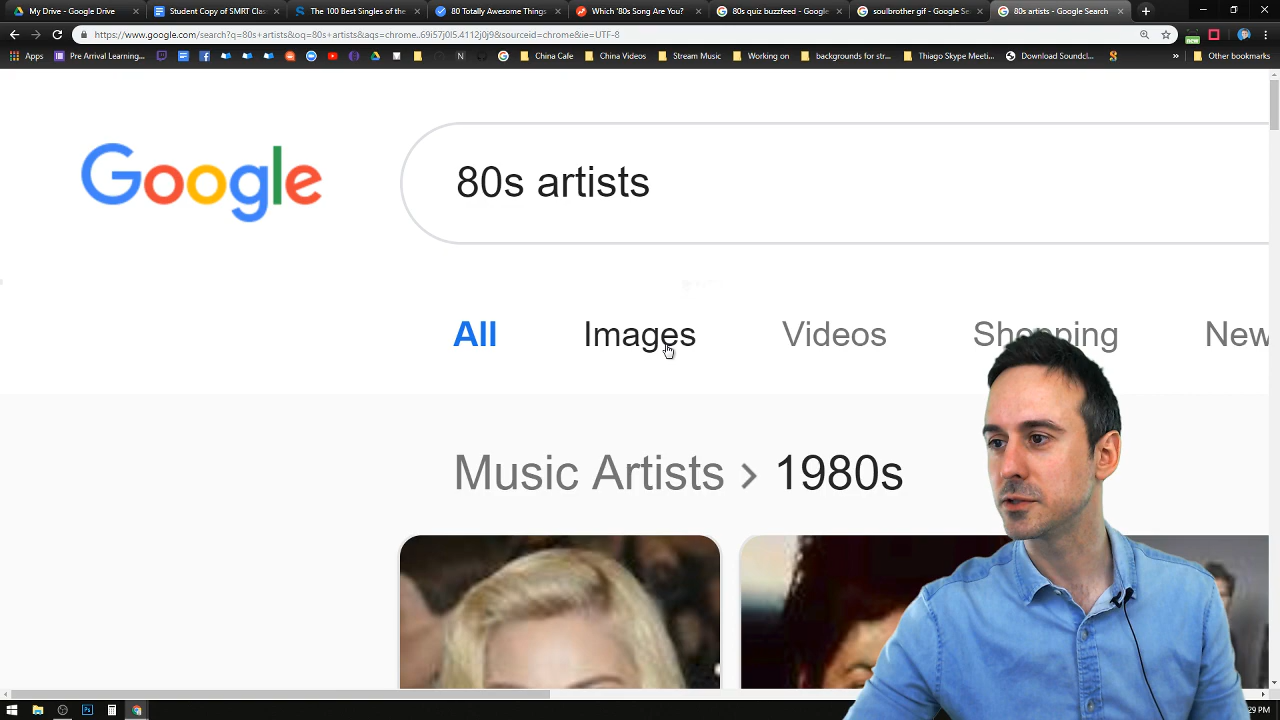 My Drive - Google Drive
Student Copy of SMRT Clas
The 100 Best Singles of the
80 Totally Awesome Things
Which '80s Song Are You?
80s quiz buzzfeed - Google
soulbrother gif - Google Se
80s artists - Google Search
https://www.google.com/search?q=80s+artists&oq=80s+artists&aqs=chrome..69i57j0l5.4112j0j9&sourceid=chrome&ie=UTF-8
Apps
Pre Arrival Learning...
China Cafe
China Videos
Stream Music
Working on
backgrounds for str...
Thiago Skype Meeti...
Download Soundcl...
Other bookmarks
Google
80s artists
All
Images
Videos
Shopping
New
Music Artists > 1980s
:29 PM